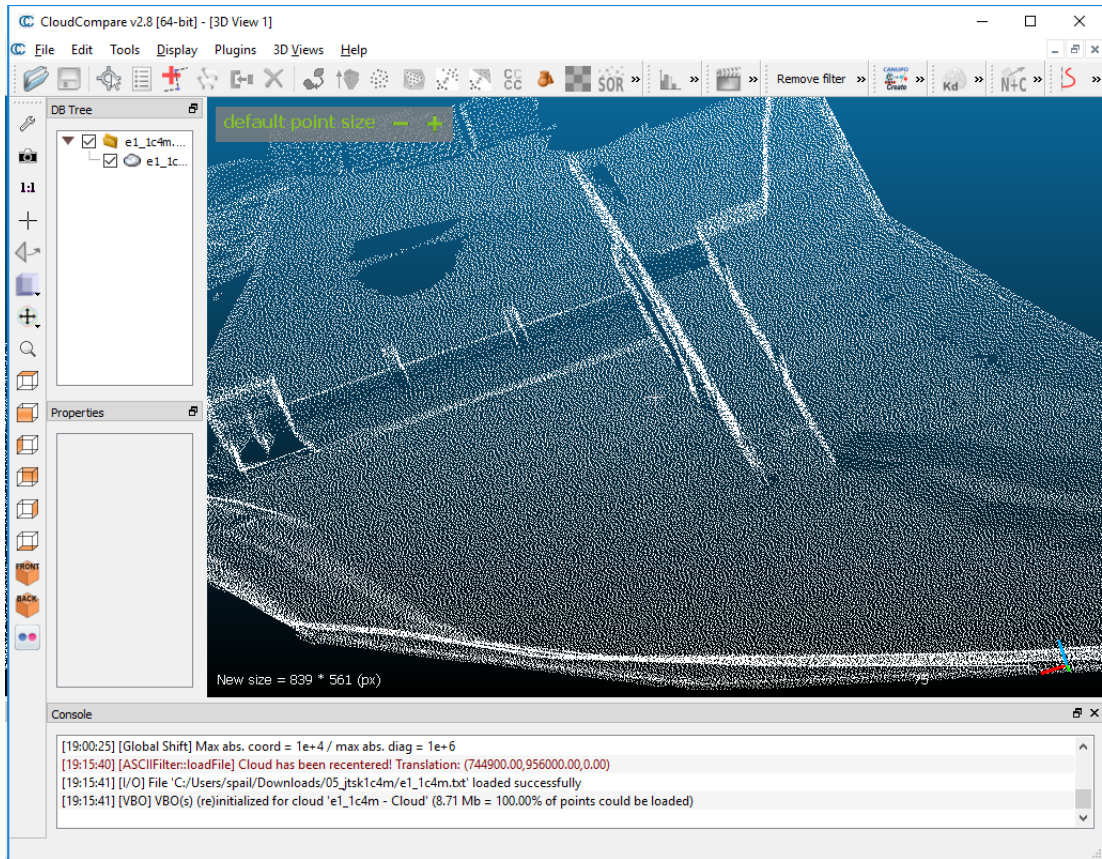 CloudCompare v2.8 [64-bit] - [3D View 1]
File Edit Tools Display Plugins 3D Views Help
CC CC SOR » » » Remove filter » CANUPO Create » Kd » N+C » S »
DB Tree
default point size - +
e1_1c4m....
e1_1c...
1:1
Properties
FRONT
BACK
New size = 839 * 561 (px)
75
Console
[19:00:25] [Global Shift] Max abs. coord = 1e+4 / max abs. diag = 1e+6
[19:15:40] [ASCIIFilter::loadFile] Cloud has been recentered! Translation: (744900.00,956000.00,0.00)
[19:15:41] [I/O] File 'C:/Users/spail/Downloads/05_jtsk1c4m/e1_1c4m.txt' loaded successfully
[19:15:41] [VBO] VBO(s) (re)initialized for cloud 'e1_1c4m - Cloud' (8.71 Mb = 100.00% of points could be loaded)